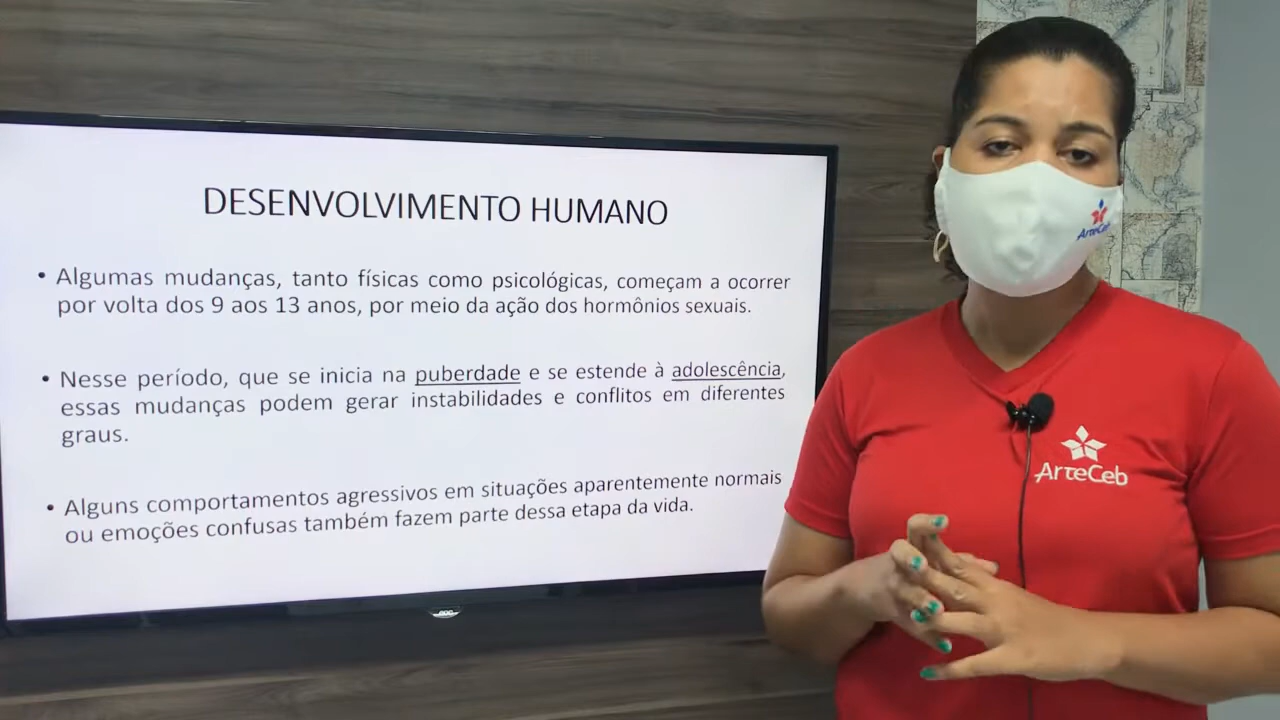 DESENVOLVIMENTO HUMANO
• Algumas mudanças, tanto físicas como psicológicas, começam a ocorrer
por volta dos 9 aos 13 anos, por meio da ação dos hormônios sexuais.
• Nesse período, que se inicia na puberdade e se estende à adolescência,
essas mudanças podem gerar instabilidades e conflitos em diferentes
graus.
• Alguns comportamentos agressivos em situações aparentemente normais
ou emoções confusas também fazem parte dessa etapa da vida.
AOC
ArteCeb
ArteCeb